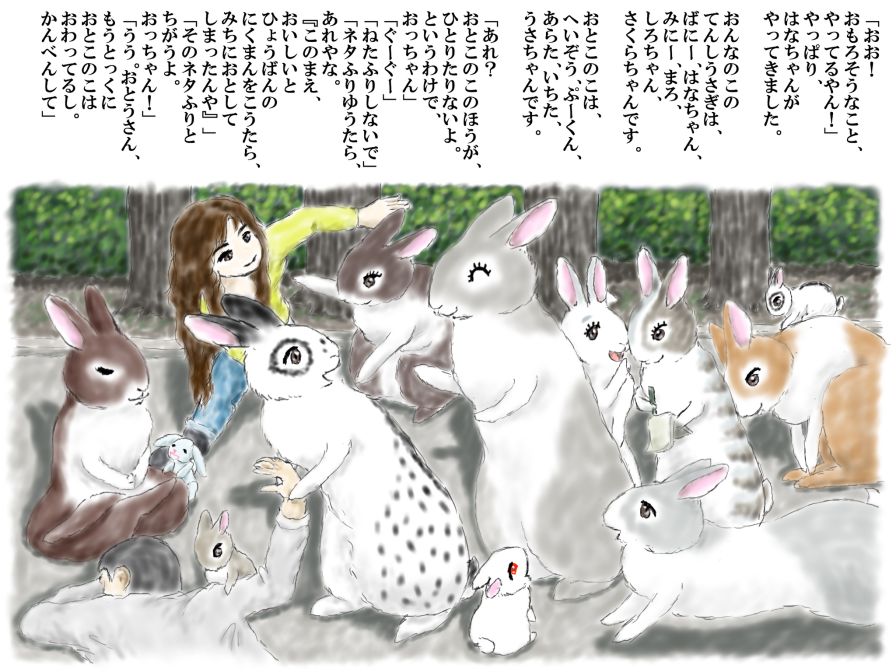 「おお！
おもろそうなこと、
やってるやん！」
やっぱり、
はなちゃんが
やってきました。
おんなのこの
てんしうさぎは、
ばにー、はなちゃん、
みにー、まろ、
しろちゃん、
さくらちゃんです。
おとこのこは、
へいぞう、ぷーくん、
あらた、いちた、
うさちゃんです。
「あれ？
おとこのこのほうが、
ひとりたりないよ。
というわけで、
おっちゃん」
「ぐーぐー」
「ねたふりしないで」
「ネタふりゆうたら、
あれやな。
『このまえ、
おいしいと
ひょうばんの
にくまんをこうたら、
みちにおとして
しまったんや』」
「そのネタふりと
ちがうよ。
おっちゃん！」
「うう。おとうさん、
もうとっくに
おとこのこは
おわってるし。
かんべんして」